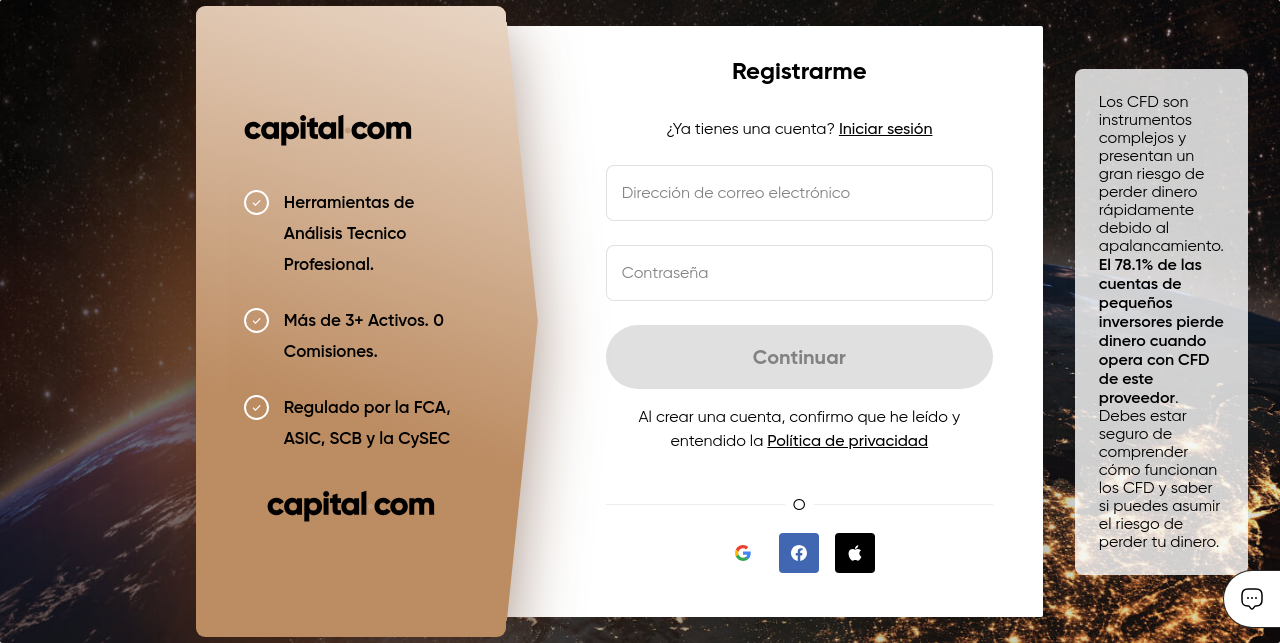 capital.com
Herramientas de
Análisis Tecnico
Profesional.
Más de 3+ Activos. 0
Comisiones.
Regulado por la FCA,
ASIC, SCB y la CySEC
capital com
Registrarme
¿Ya tienes una cuenta? Iniciar sesión
Dirección de correo electrónico
Contraseña
Continuar
Al crear una cuenta, confirmo que he leído y
entendido la Política de privacidad
O
Los CFD son
instrumentos
complejos y
presentan un
gran riesgo de
perder dinero
rápidamente
debido al
apalancamiento.
El 78.1% de las
cuentas de
pequeños
inversores pierde
dinero cuando
opera con CFD
de este
proveedor.
Debes estar
seguro de
comprender
cómo funcionan
los CFD y saber
si puedes asumir
el riesgo de
perder tu dinero.